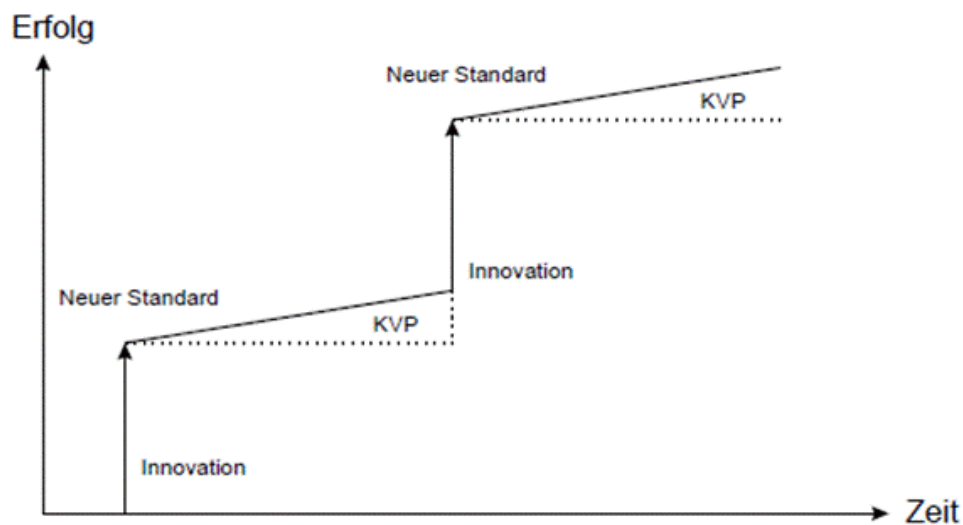 Erfolg
Neuer Standard
KVP
Innovation
Neuer Standard
KVP
Innovation
Zeit